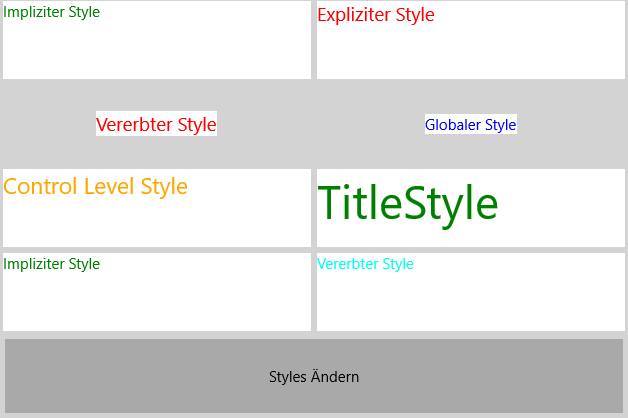 Impliziter Style
Expliziter Style
Vererbter Style
Globaler Style
Control Level Style
TitleStyle
Impliziter Style
Vererbter Style
Styles Ändern